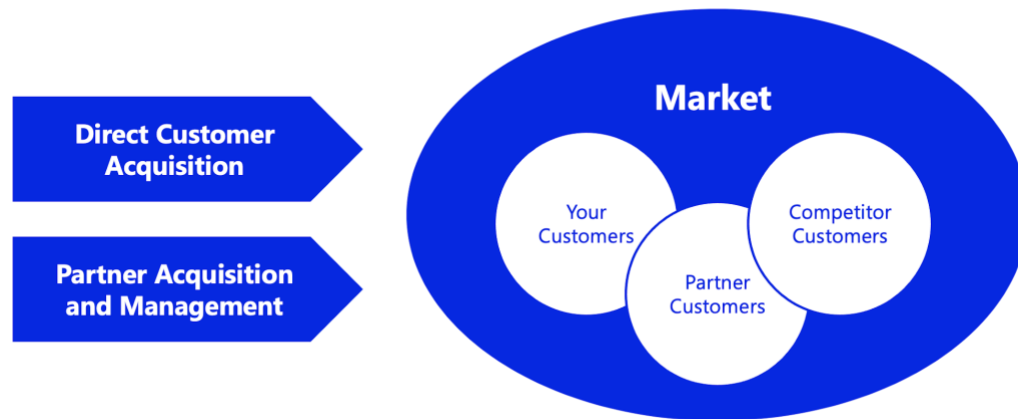 Direct Customer
Acquisition
Partner Acquisition
and Management
Market
Your
Customers
Partner
Customers
Competitor
Customers